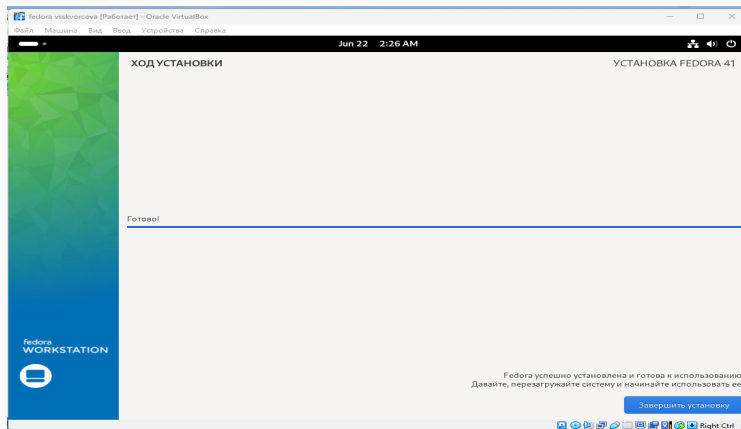 fedora vsskvorcova [Работает] - Oracle VirtualBox
Файл Машина Вид Ввод Устройства Справка
Jun 22 2:26 AM
ХОД УСТАНОВКИ
УСТАНОВКА FEDORA 41
Готово!
fedora
WORKSTATION
Fedora успешно установлена и готова к использованию
Давайте, перезагружайте систему и начинайте использовать ее
Завершить установку
Right Ctrl